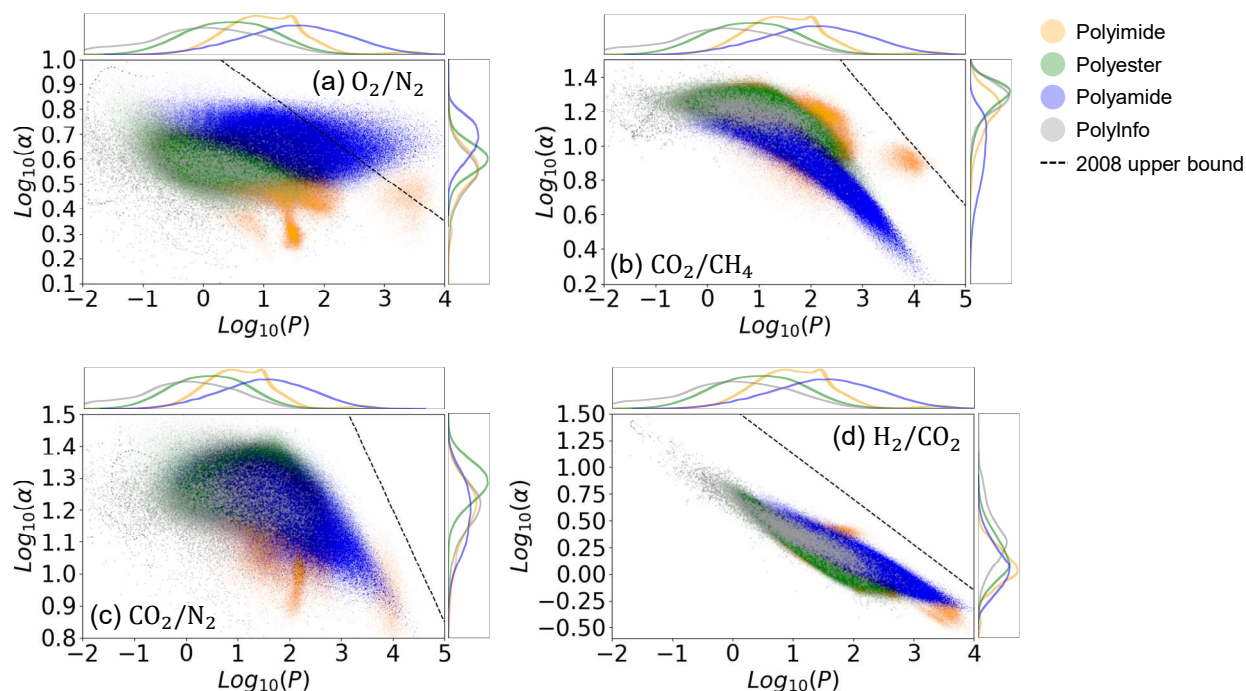 Polyimide
Polyester
Polyamide
PolyInfo
2008 upper bound
(a) O₂/N₂
Log₁₀(α)
1.0
0.9
0.8
0.7
0.6
0.5
0.4
0.3
0.2
0.1
−2 −1 0 1 2 3 4
Log₁₀(P)
(b) CO₂/CH₄
Log₁₀(α)
1.4
1.2
1.0
0.8
0.6
0.4
0.2
−2 −1 0 1 2 3 4 5
Log₁₀(P)
(c) CO₂/N₂
Log₁₀(α)
1.5
1.4
1.3
1.2
1.1
1.0
0.9
0.8
−2 −1 0 1 2 3 4 5
Log₁₀(P)
(d) H₂/CO₂
Log₁₀(α)
1.50
1.25
1.00
0.75
0.50
0.25
0.00
−0.25
−0.50
−2 −1 0 1 2 3 4
Log₁₀(P)